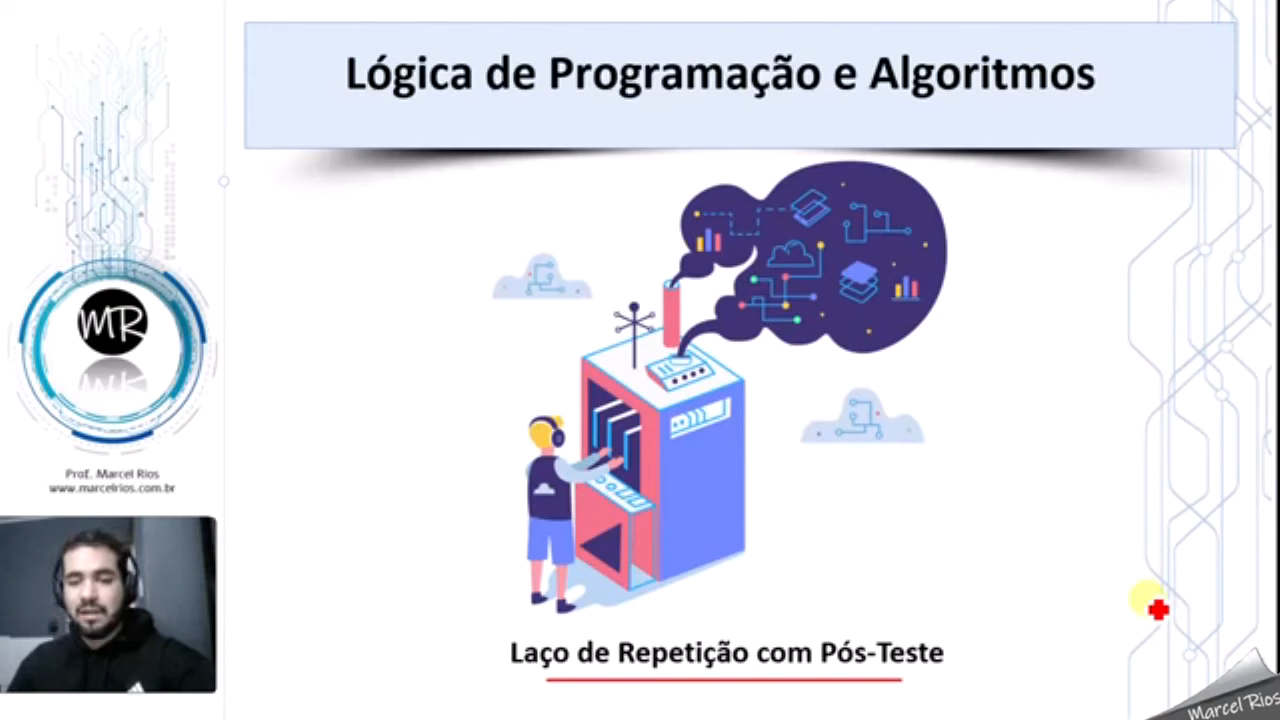 Lógica de Programação e Algoritmos
MR
Prof. Marcel Rios
www.marcelrios.com.br
Laço de Repetição com Pós-Teste
Marcel Rios